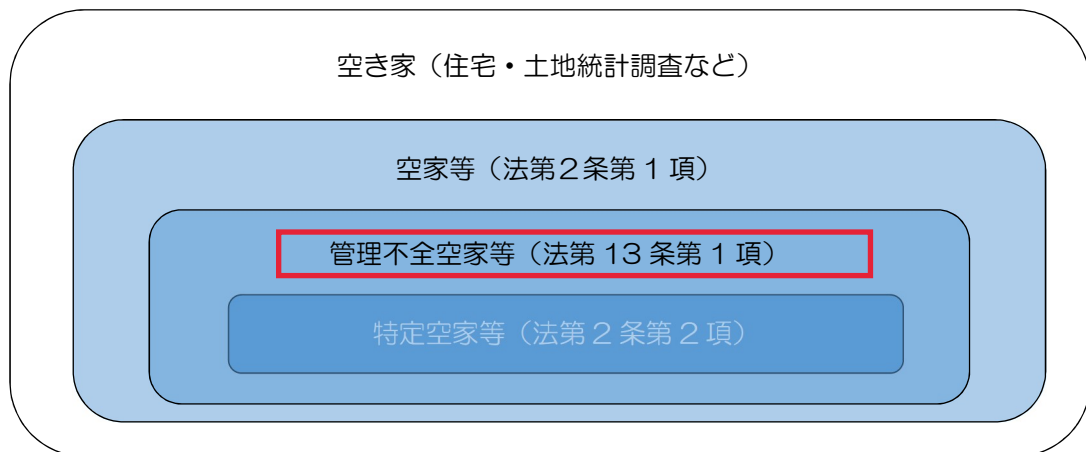 空き家（住宅・土地統計調査など）
空家等（法第２条第 1 項）
管理不全空家等（法第 13 条第 1 項）
特定空家等（法第 2 条第 2 項）